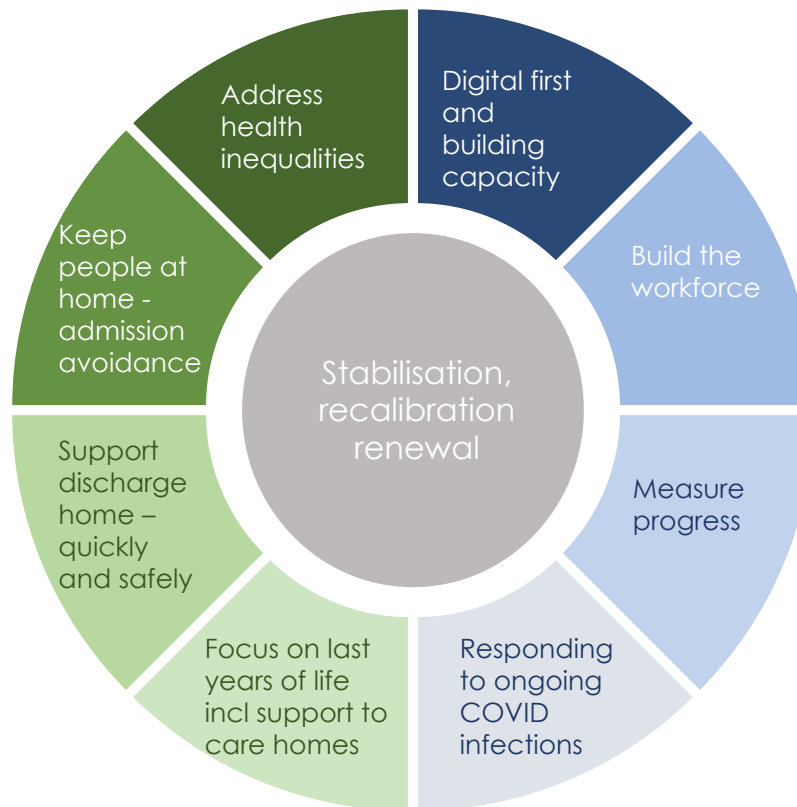 Address
health
inequalities
Digital first
and
building
capacity
Build the
workforce
Measure
progress
Responding
to ongoing
COVID
infections
Focus on last
years of life
incl support to
care homes
Support
discharge
home –
quickly
and safely
Keep
people at
home -
admission
avoidance
Stabilisation,
recalibration
renewal